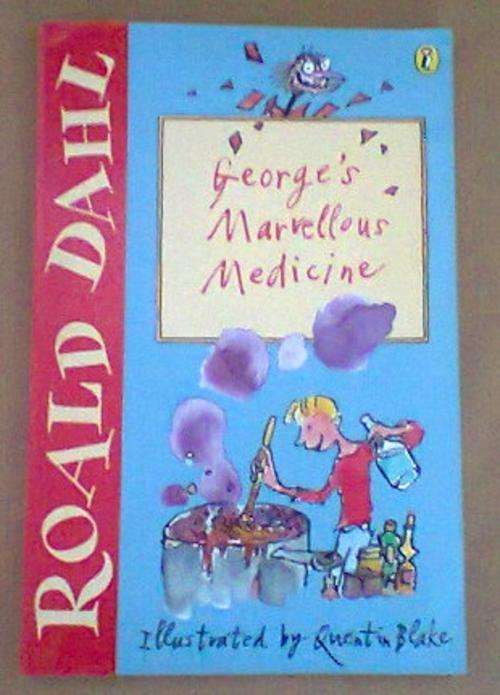 ROALD DAHL
George's
Marvellous
Medicine
Illustrated by Quentin Blake